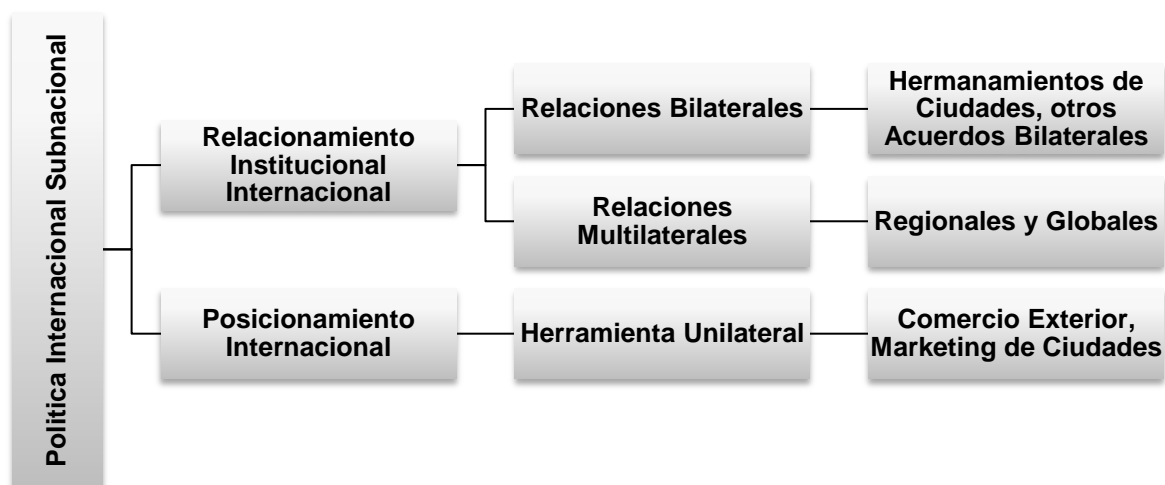 Politica Internacional Subnacional
Relacionamiento
Institucional
Internacional
Relaciones Bilaterales
Hermanamientos de
Ciudades, otros
Acuerdos Bilaterales
Relaciones
Multilaterales
Regionales y Globales
Posicionamiento
Internacional
Herramienta Unilateral
Comercio Exterior,
Marketing de Ciudades